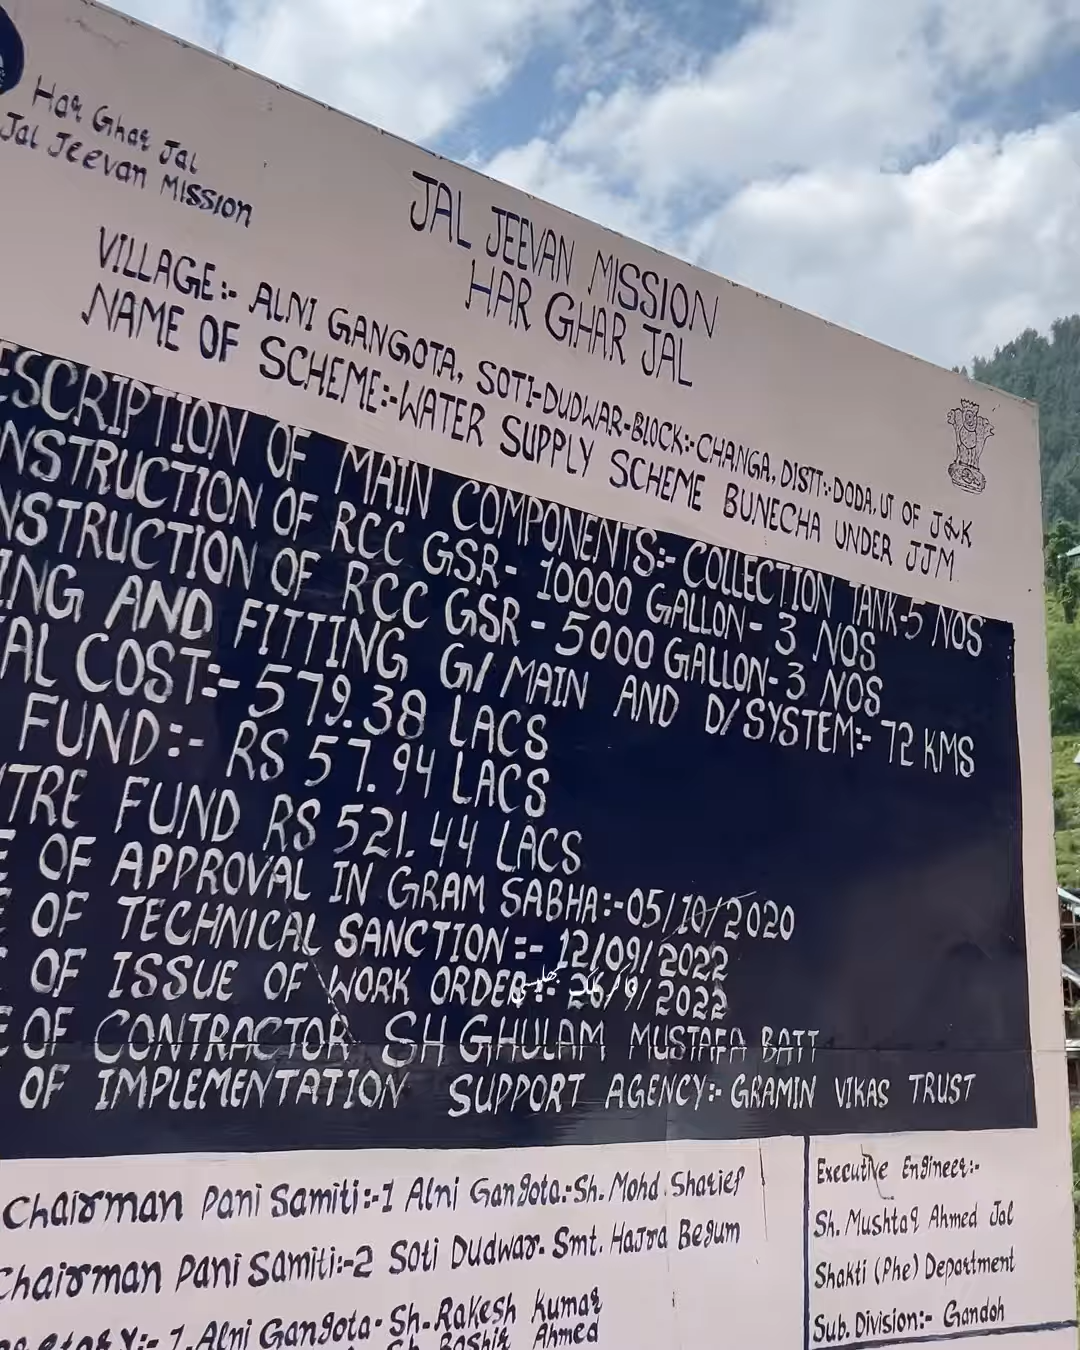 Har Ghar Jal
Jal Jeevan Mission
JAL JEEVAN MISSION
HAR GHAR JAL
VILLAGE:- ALNI GANGOTA, SOTI-DUDWAR-BLOCK:-CHANGA, DISTT:-DODA, UT OF J&K
NAME OF SCHEME:-WATER SUPPLY SCHEME BUNECHA UNDER JJM
ESCRIPTION OF MAIN COMPONENTS:- COLLECTION TANK-5 NOS
NSTRUCTION OF RCC GSR- 10000 GALLON- 3 NOS
NSTRUCTION OF RCC GSR - 5000 GALLON-3 NOS
ING AND FITTING G/MAIN AND D/SYSTEM:- 72 KMS
AL COST:- 579.38 LACS
FUND:- RS 57.94 LACS
TRE FUND RS 521.44 LACS
E OF APPROVAL IN GRAM SABHA:-05/10/2020
E OF TECHNICAL SANCTION:- 12/09/2022
E OF ISSUE OF WORK ORDER:- 26/9/2022
E OF CONTRACTOR SH GHULAM MUSTAFA BATT
OF IMPLEMENTATION SUPPORT AGENCY:- GRAMIN VIKAS TRUST
Chairman Pani Samiti:-1 Alni Gangota.-Sh. Mohd. Sharief
Chairman Pani Samiti:-2 Soti Dudwar. Smt. Hajra Begum
Y:- 1. Alni Gangota- Sh. Rakesh Kumar
Sh. Bashir Ahmed
Executive Engineer:-
Sh. Mushtaq Ahmed Jal
Shakti (Phe) Department
Sub. Division:- Gandoh